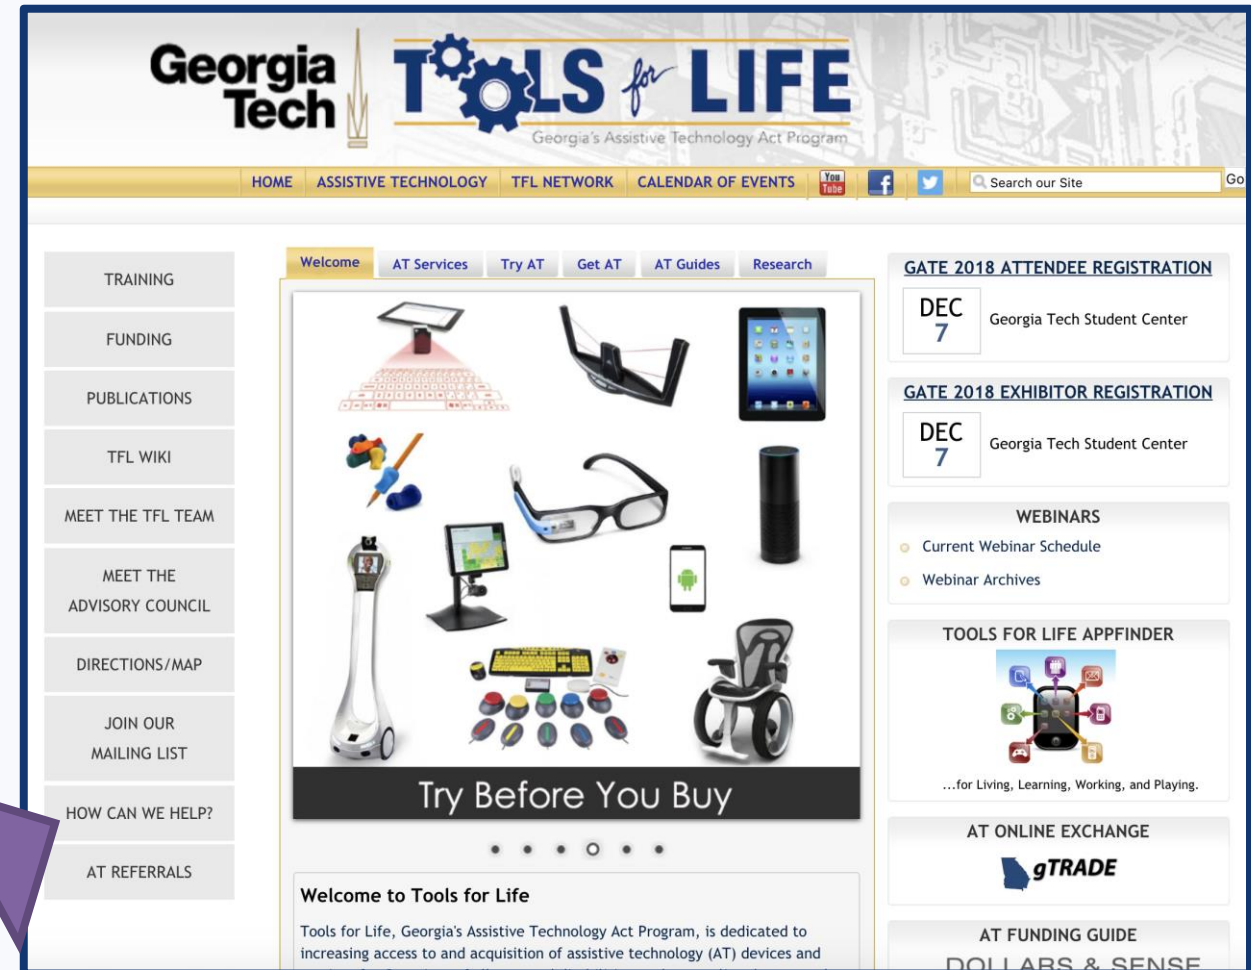 Georgia
Tech
TOOLS for LIFE
Georgia's Assistive Technology Act Program
HOME ASSISTIVE TECHNOLOGY TFL NETWORK CALENDAR OF EVENTS You Tube f Search our Site Go
TRAINING
FUNDING
PUBLICATIONS
TFL WIKI
MEET THE TFL TEAM
MEET THE
ADVISORY COUNCIL
DIRECTIONS/MAP
JOIN OUR
MAILING LIST
HOW CAN WE HELP?
AT REFERRALS
Welcome AT Services Try AT Get AT AT Guides Research
Try Before You Buy
Welcome to Tools for Life
Tools for Life, Georgia's Assistive Technology Act Program, is dedicated to
increasing access to and acquisition of assistive technology (AT) devices and
GATE 2018 ATTENDEE REGISTRATION
DEC
7
Georgia Tech Student Center
GATE 2018 EXHIBITOR REGISTRATION
DEC
7
Georgia Tech Student Center
WEBINARS
Current Webinar Schedule
Webinar Archives
TOOLS FOR LIFE APPFINDER
...for Living, Learning, Working, and Playing.
AT ONLINE EXCHANGE
gTRADE
AT FUNDING GUIDE
DOLLARS & SENSE